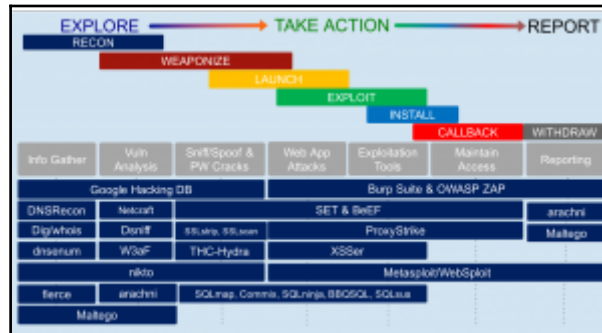 EXPLORE TAKE ACTION REPORT
RECON
WEAPONIZE
LAUNCH
EXPLOIT
INSTALL
CALLBACK WITHDRAW
Info Gather Vuln Analysis Sniff/Spoof & PW Cracks Web App Attacks Exploitation Tools Maintain Access Reporting
Google Hacking DB Burp Suite & OWASP ZAP
DNSRecon Netcraft SET & BeEF arachni
Dig/whois Dsniff SSLstrip, SSLscan ProxyStrike Maltego
dnsenum W3aF THC-Hydra XSSer
nikto Metasploit/WebSploit
fierce arachni SQLmap, Commix, SQLninja, BBQSQL, SQLsus
Maltego